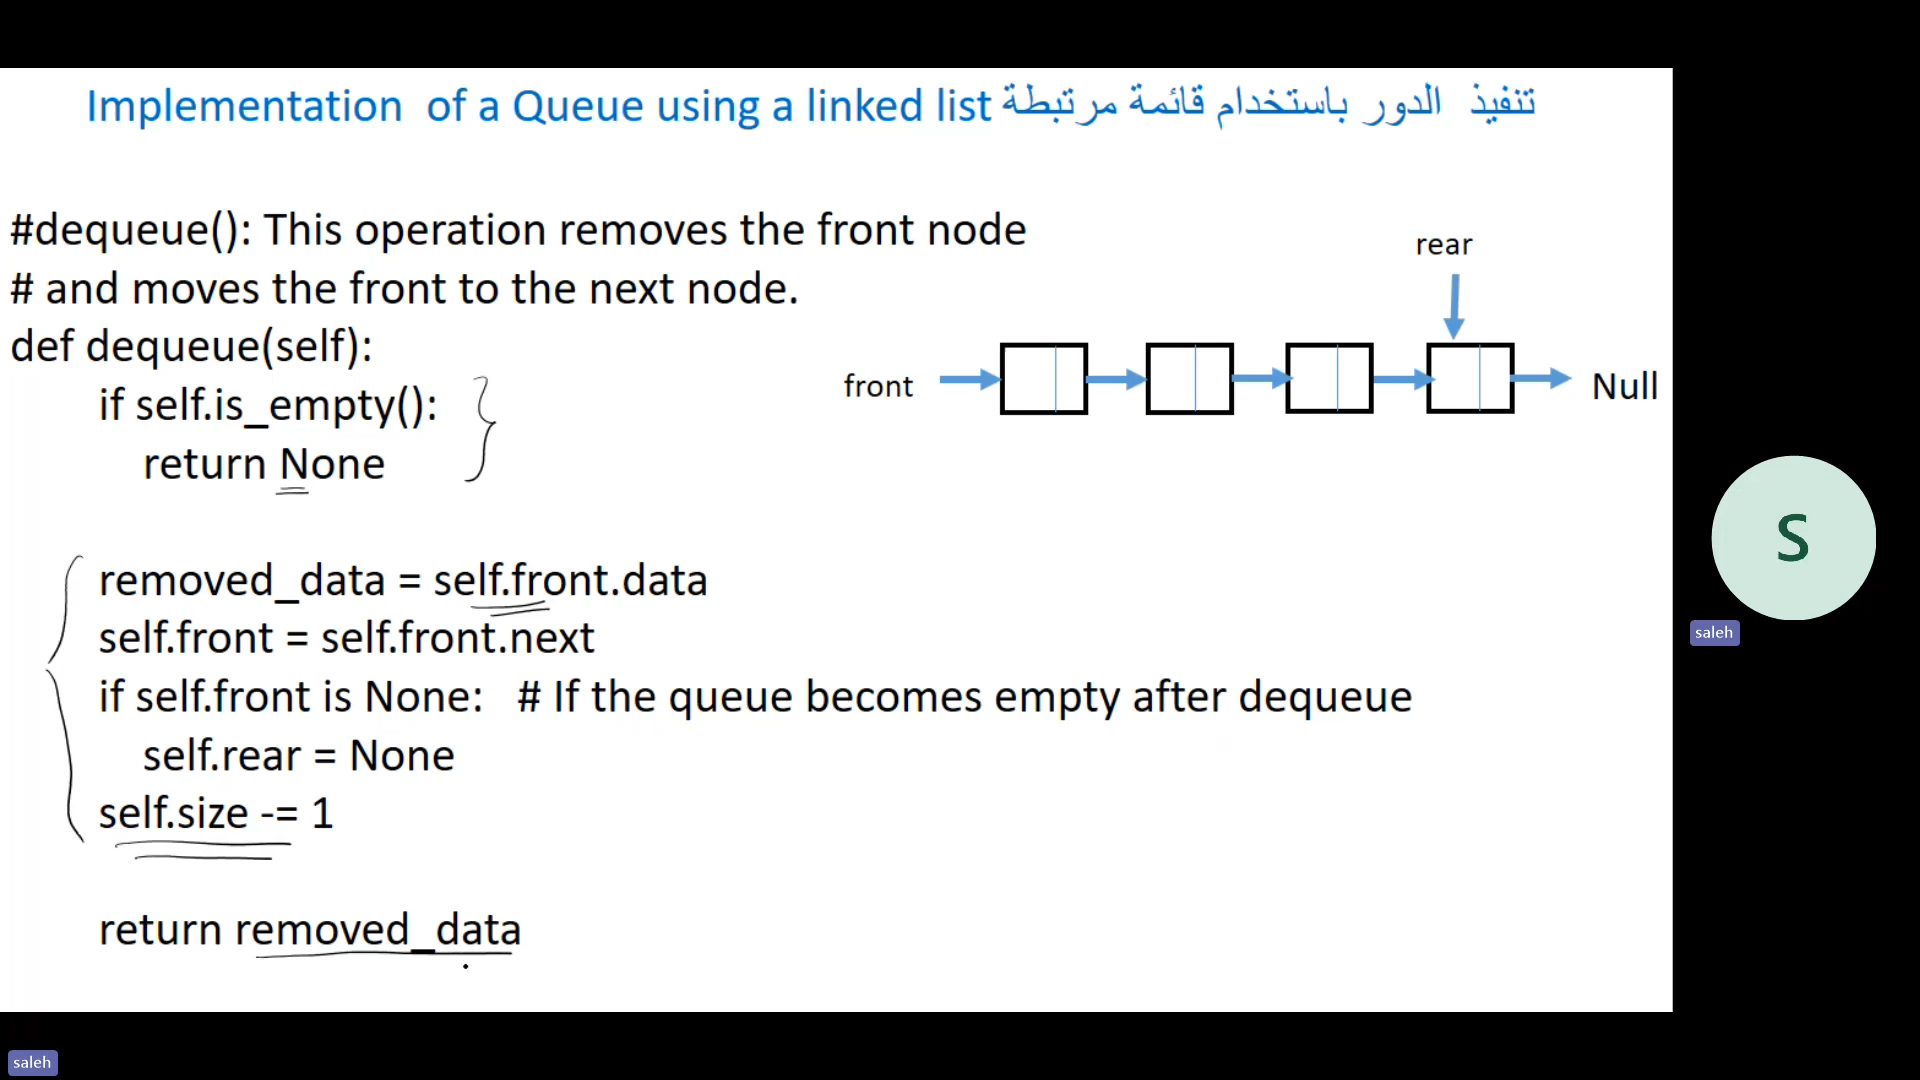 Implementation of a Queue using a linked list تنفيذ الدور باستخدام قائمة مرتبطة
#dequeue(): This operation removes the front node
# and moves the front to the next node.
def dequeue(self):
if self.is_empty():
return None
removed_data = self.front.data
self.front = self.front.next
if self.front is None: # If the queue becomes empty after dequeue
self.rear = None
self.size -= 1
return removed_data
rear
front
Null
S
saleh
saleh